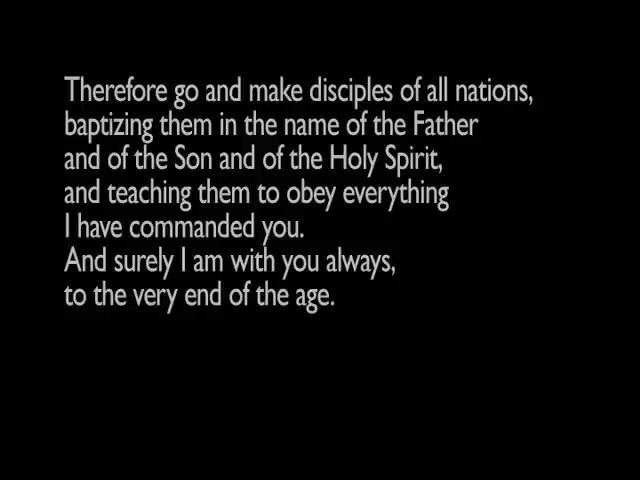 Therefore go and make disciples of all nations,
baptizing them in the name of the Father
and of the Son and of the Holy Spirit,
and teaching them to obey everything
I have commanded you.
And surely I am with you always,
to the very end of the age.